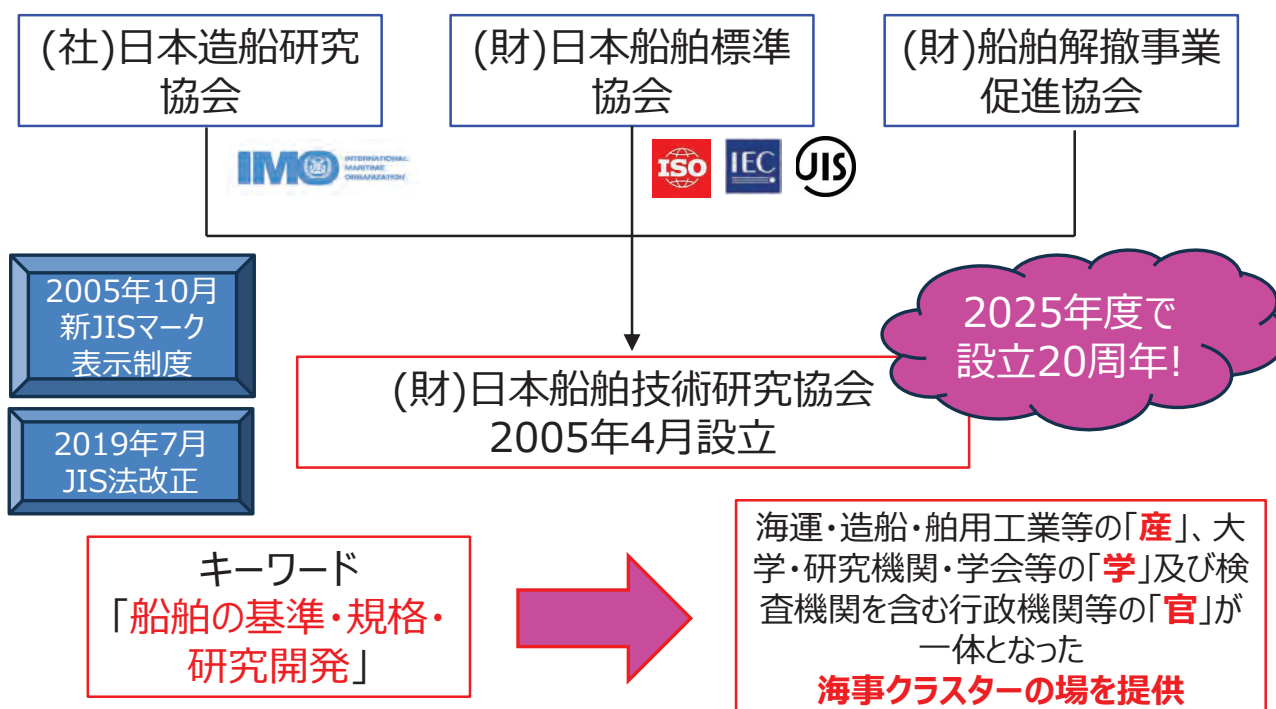 (社)日本造船研究
協会
(財)日本船舶標準
協会
(財)船舶解撤事業
促進協会
IMO
INTERNATIONAL
MARITIME
ORGANIZATION
ISO
IEC
JIS
2005年10月
新JISマーク
表示制度
2025年度で
設立20周年!
(財)日本船舶技術研究協会
2005年4月設立
2019年7月
JIS法改正
キーワード
「船舶の基準・規格・
研究開発」
海運・造船・舶用工業等の「産」、大
学・研究機関・学会等の「学」及び検
査機関を含む行政機関等の「官」が
一体となった
海事クラスターの場を提供